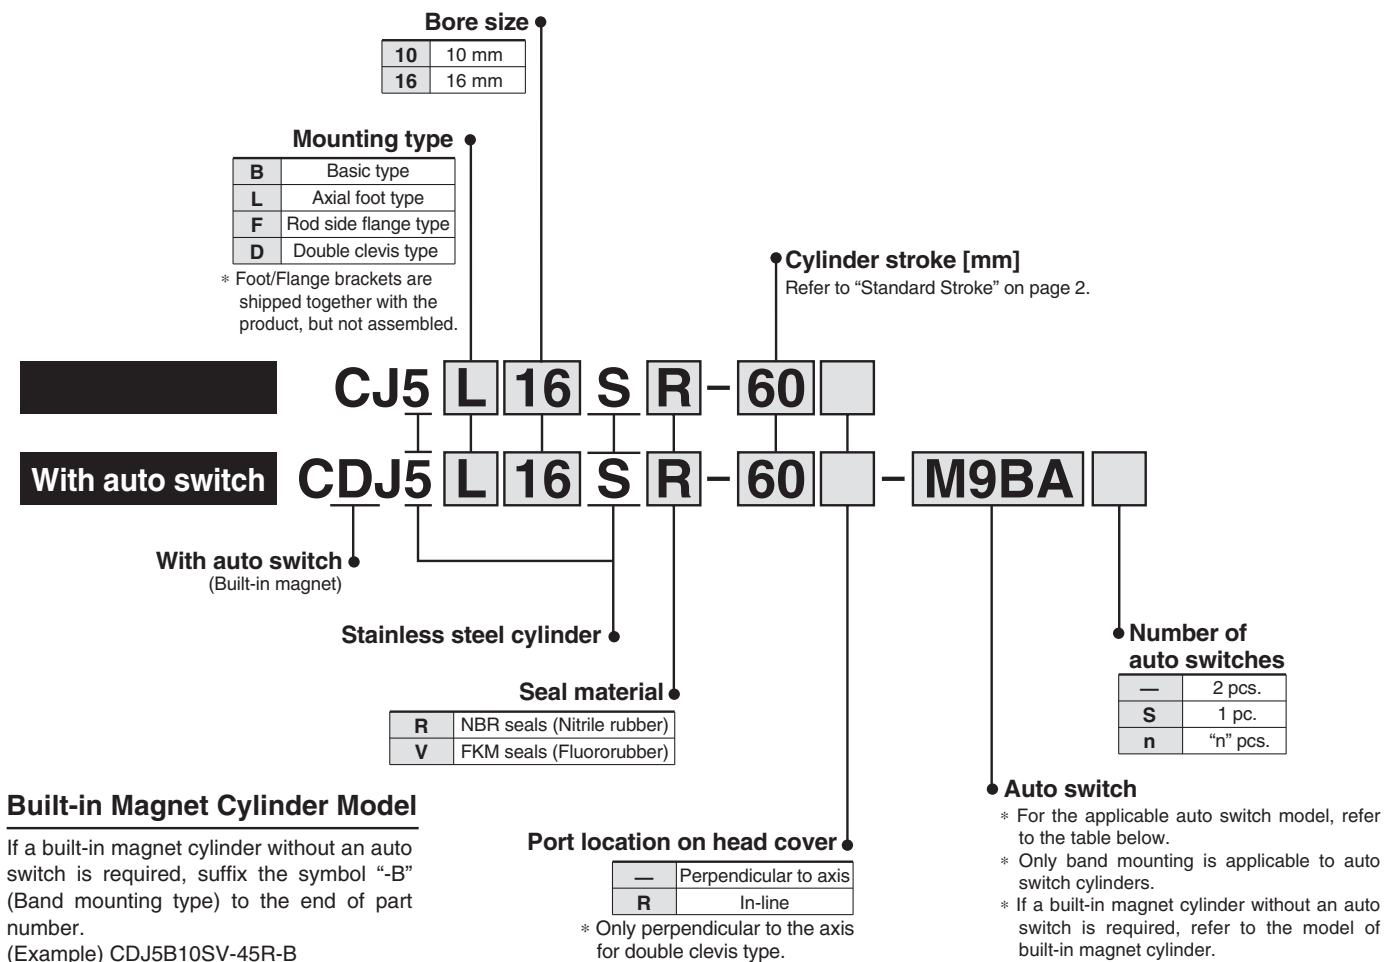 Bore size
10 10 mm
16 16 mm
Mounting type
B Basic type
L Axial foot type
F Rod side flange type
D Double clevis type
* Foot/Flange brackets are
shipped together with the
product, but not assembled.
Cylinder stroke [mm]
Refer to “Standard Stroke” on page 2.
CJ5 L 16 S R – 60
With auto switch CDJ5 L 16 S R – 60 – M9BA
With auto switch
(Built-in magnet)
Stainless steel cylinder
Seal material
R NBR seals (Nitrile rubber)
V FKM seals (Fluororubber)
Number of
auto switches
— 2 pcs.
S 1 pc.
n “n” pcs.
Built-in Magnet Cylinder Model
If a built-in magnet cylinder without an auto
switch is required, suffix the symbol “-B”
(Band mounting type) to the end of part
number.
(Example) CDJ5B10SV-45R-B
Port location on head cover
— Perpendicular to axis
R In-line
* Only perpendicular to the axis
for double clevis type.
Auto switch
* For the applicable auto switch model, refer
to the table below.
* Only band mounting is applicable to auto
switch cylinders.
* If a built-in magnet cylinder without an auto
switch is required, refer to the model of
built-in magnet cylinder.